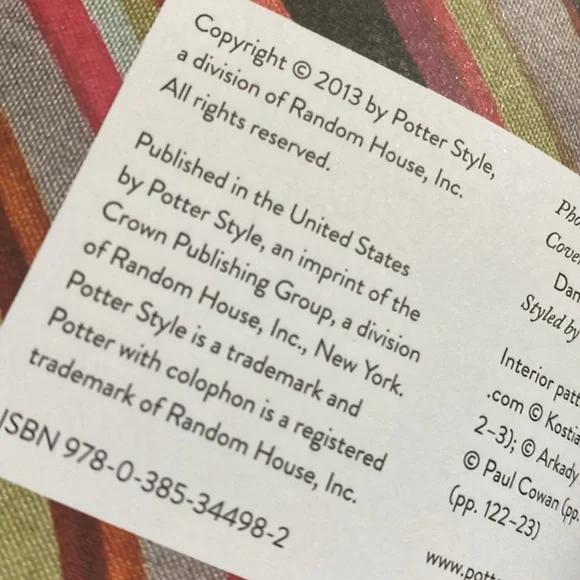 Copyright © 2013 by Potter Style,
a division of Random House, Inc.
All rights reserved.
Published in the United States
by Potter Style, an imprint of the
Crown Publishing Group, a division
of Random House, Inc., New York.
Potter Style is a trademark and
Potter with colophon is a registered
trademark of Random House, Inc.
ISBN 978-0-385-34498-2
Styled by
Interior
.com ©
2–3); © Arkady
© Paul Cowan (pp.
(pp. 122–23)